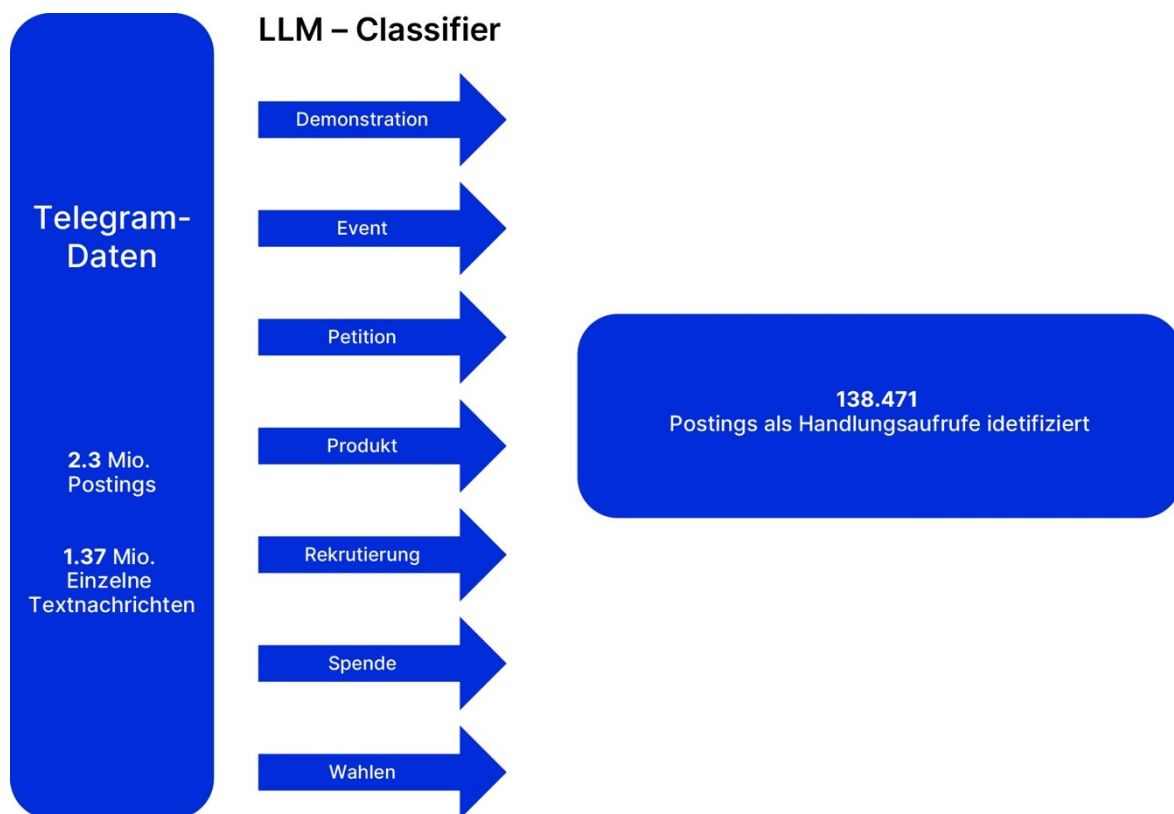 LLM – Classifier
Telegram-
Daten
2.3 Mio.
Postings
1.37 Mio.
Einzelne
Textnachrichten
Demonstration
Event
Petition
Produkt
Rekrutierung
Spende
Wahlen
138.471
Postings als Handlungsaufrufe idetifiziert